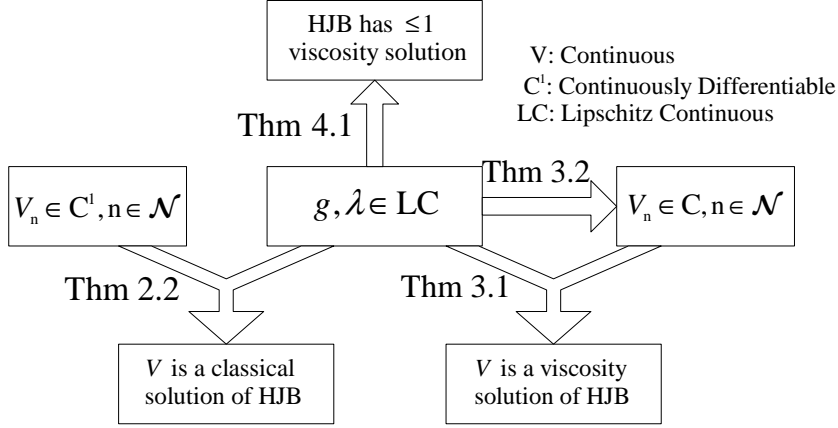 HJB has ≤1
viscosity solution
V: Continuous
C¹: Continuously Differentiable
LC: Lipschitz Continuous
Thm 4.1
Thm 3.2
Vₙ ∈ C¹, n ∈ 𝒩
g, λ ∈ LC
Vₙ ∈ C, n ∈ 𝒩
Thm 2.2
Thm 3.1
V is a classical
solution of HJB
V is a viscosity
solution of HJB